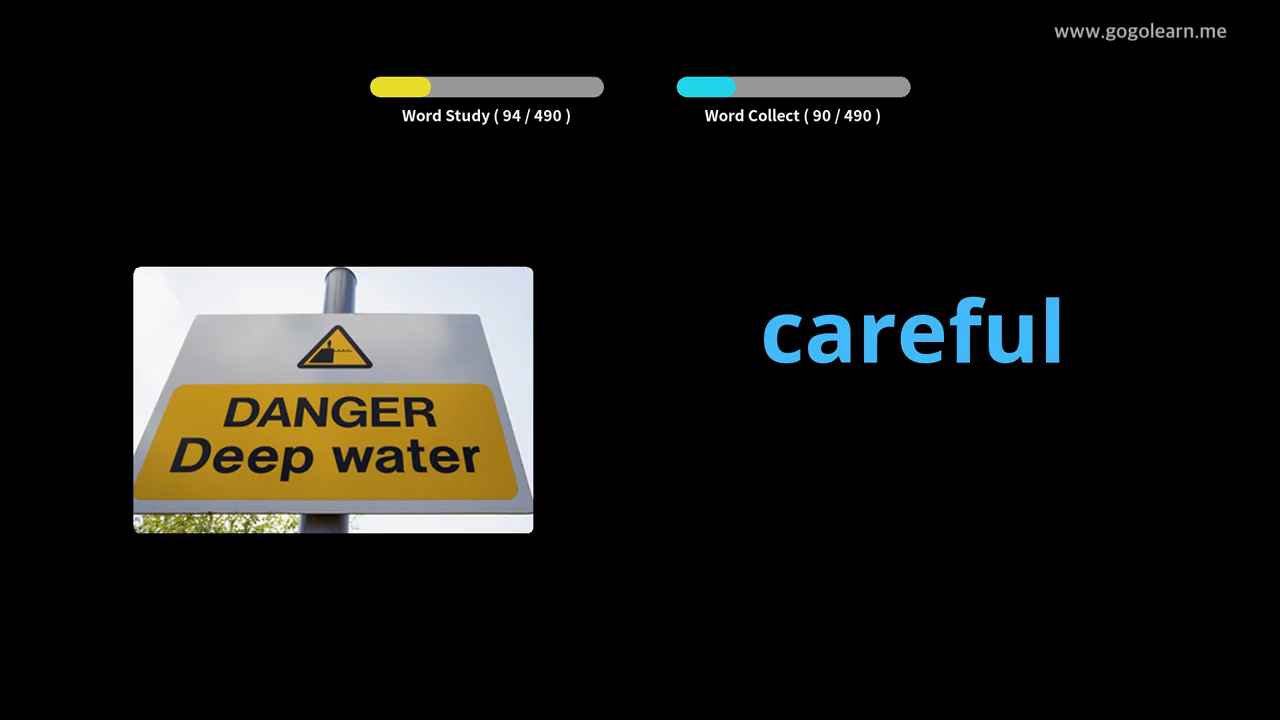 www.gogolearn.me
Word Study ( 94 / 490 )
Word Collect ( 90 / 490 )
DANGER
Deep water
careful